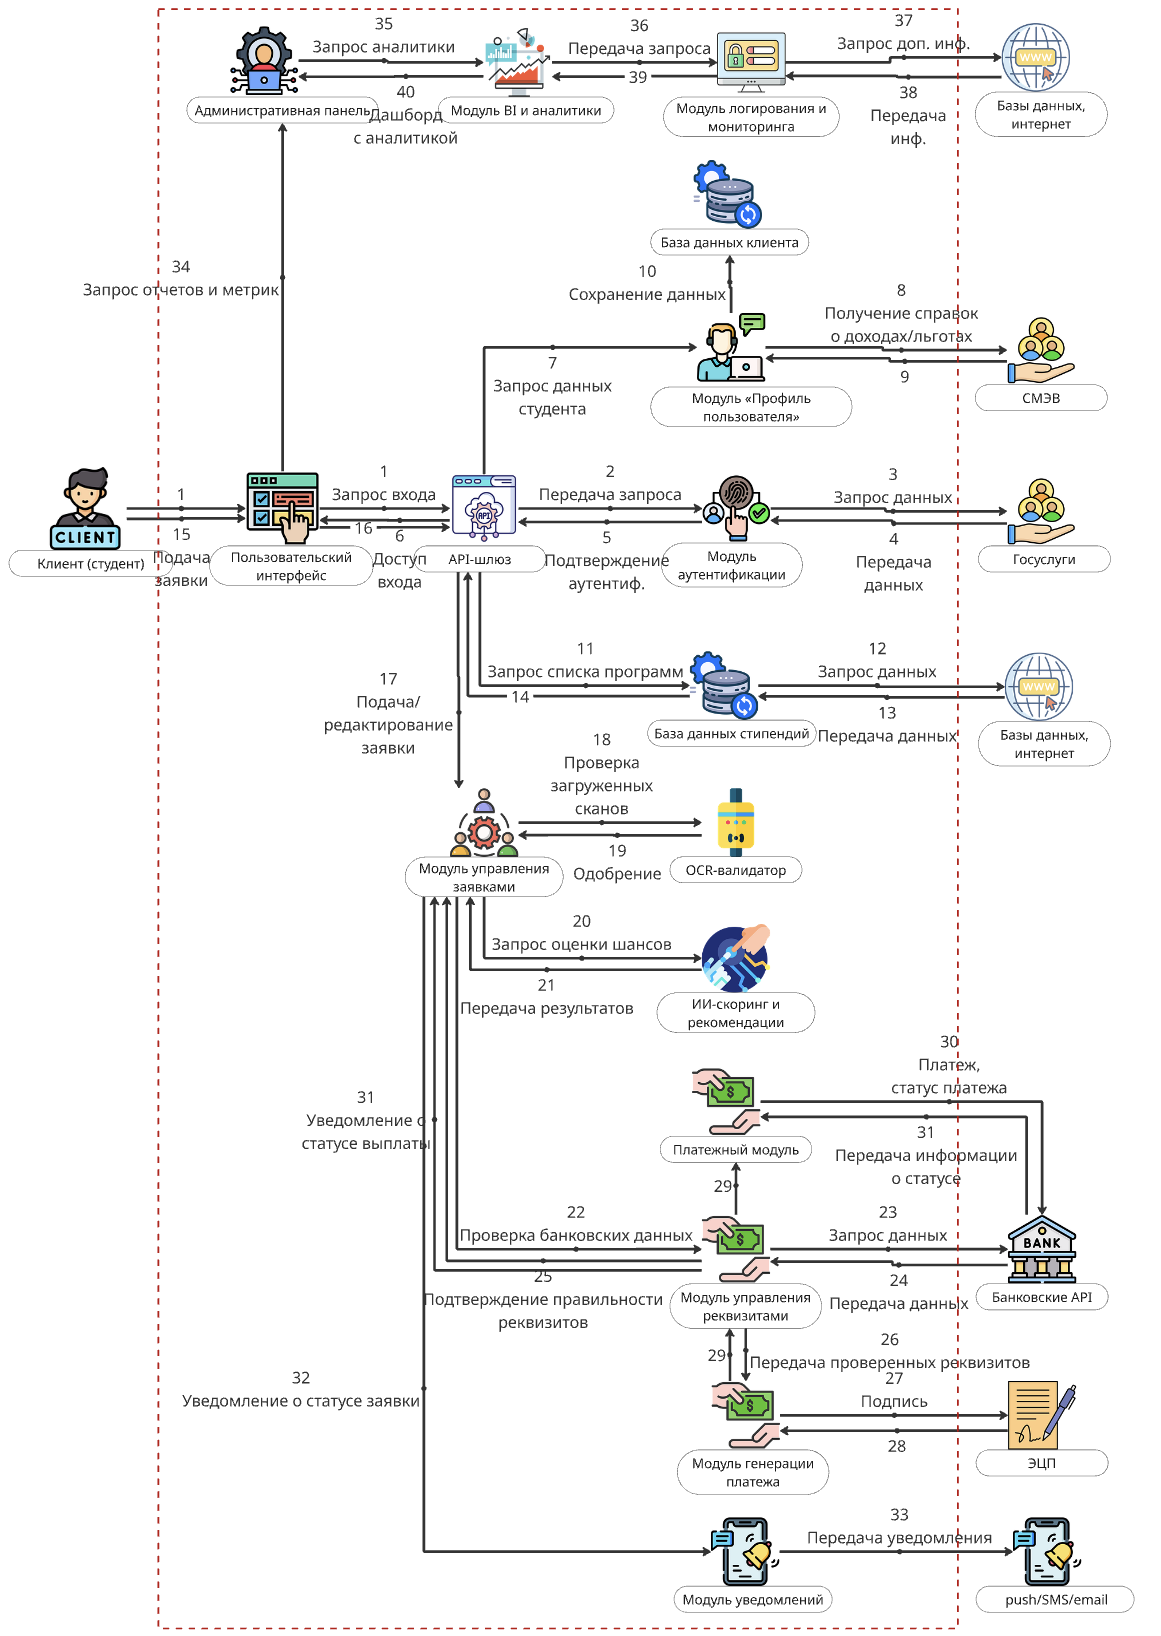 35
Запрос аналитики
36
Передача запроса
37
Запрос доп. инф.
WWW
39
40
Дашборд
с аналитикой
38
Передача
инф.
Административная панель
Модуль BI и аналитики
Модуль логирования и
мониторинга
Базы данных,
интернет
База данных клиента
34
Запрос отчетов и метрик
10
Сохранение данных
8
Получение справок
о доходах/льготах
9
7
Запрос данных
студента
Модуль «Профиль
пользователя»
СМЭВ
1
1
Запрос входа
2
Передача запроса
3
Запрос данных
CLIENT
API
15
Подача
заявки
16
6
Доступ
входа
5
Подтверждение
аутентиф.
4
Передача
данных
Клиент (студент)
Пользовательский
интерфейс
API-шлюз
Модуль
аутентификации
Госуслуги
11
Запрос списка программ
12
Запрос данных
WWW
14
13
Передача данных
База данных стипендий
Базы данных,
интернет
17
Подача/
редактирование
заявки
18
Проверка
загруженных
сканов
19
Одобрение
Модуль управления
заявками
OCR-валидатор
20
Запрос оценки шансов
21
Передача результатов
ИИ-скоринг и
рекомендации
30
Платеж,
статус платежа
31
Уведомление о
статусе выплаты
31
Передача информации
о статусе
Платежный модуль
29
22
Проверка банковских данных
23
Запрос данных
BANK
25
Подтверждение правильности
реквизитов
24
Передача данных
Модуль управления
реквизитами
Банковские API
29
26
Передача проверенных реквизитов
27
Подпись
28
32
Уведомление о статусе заявки
Модуль генерации
платежа
ЭЦП
33
Передача уведомления
Модуль уведомлений
push/SMS/email